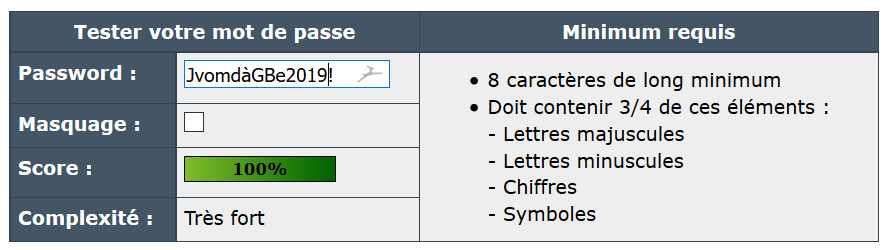 Tester votre mot de passe
Minimum requis
Password :
JvomdàGBe2019!
Masquage :
Score :
100%
Complexité :
Très fort
• 8 caractères de long minimum
• Doit contenir 3/4 de ces éléments :
- Lettres majuscules
- Lettres minuscules
- Chiffres
- Symboles